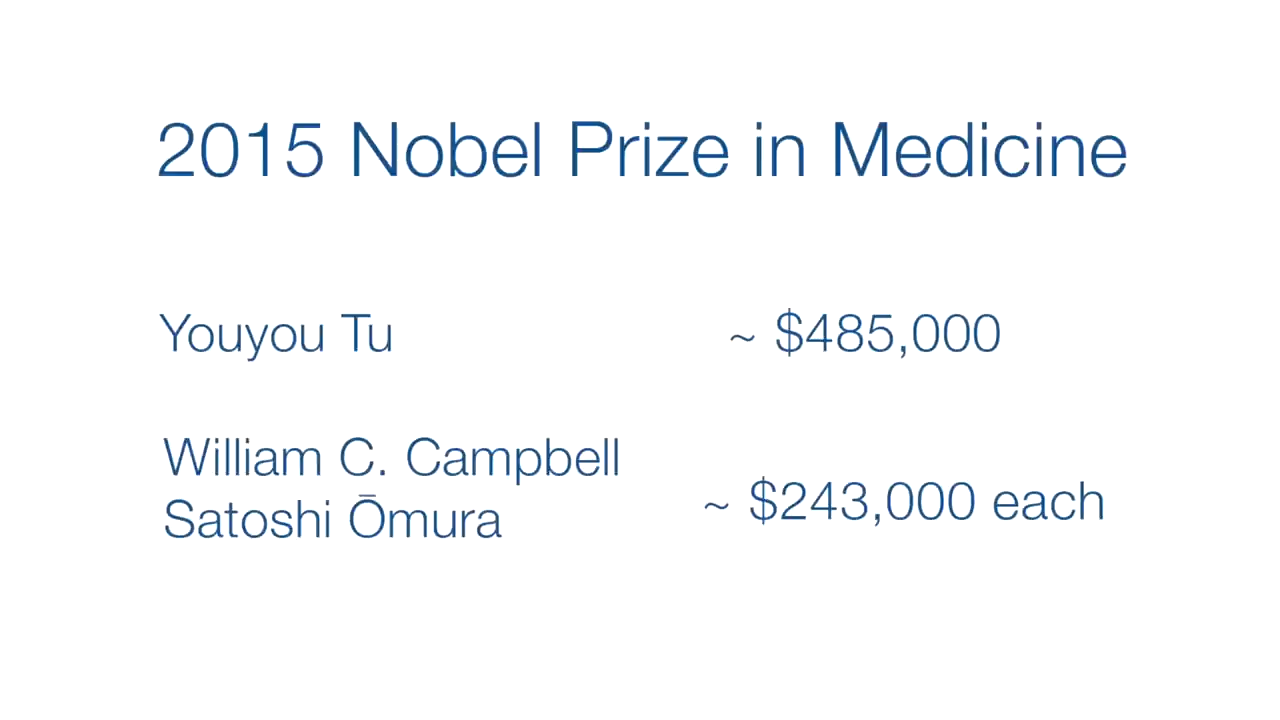 2015 Nobel Prize in Medicine
Youyou Tu ~ $485,000
William C. Campbell
Satoshi Ōmura
~ $243,000 each